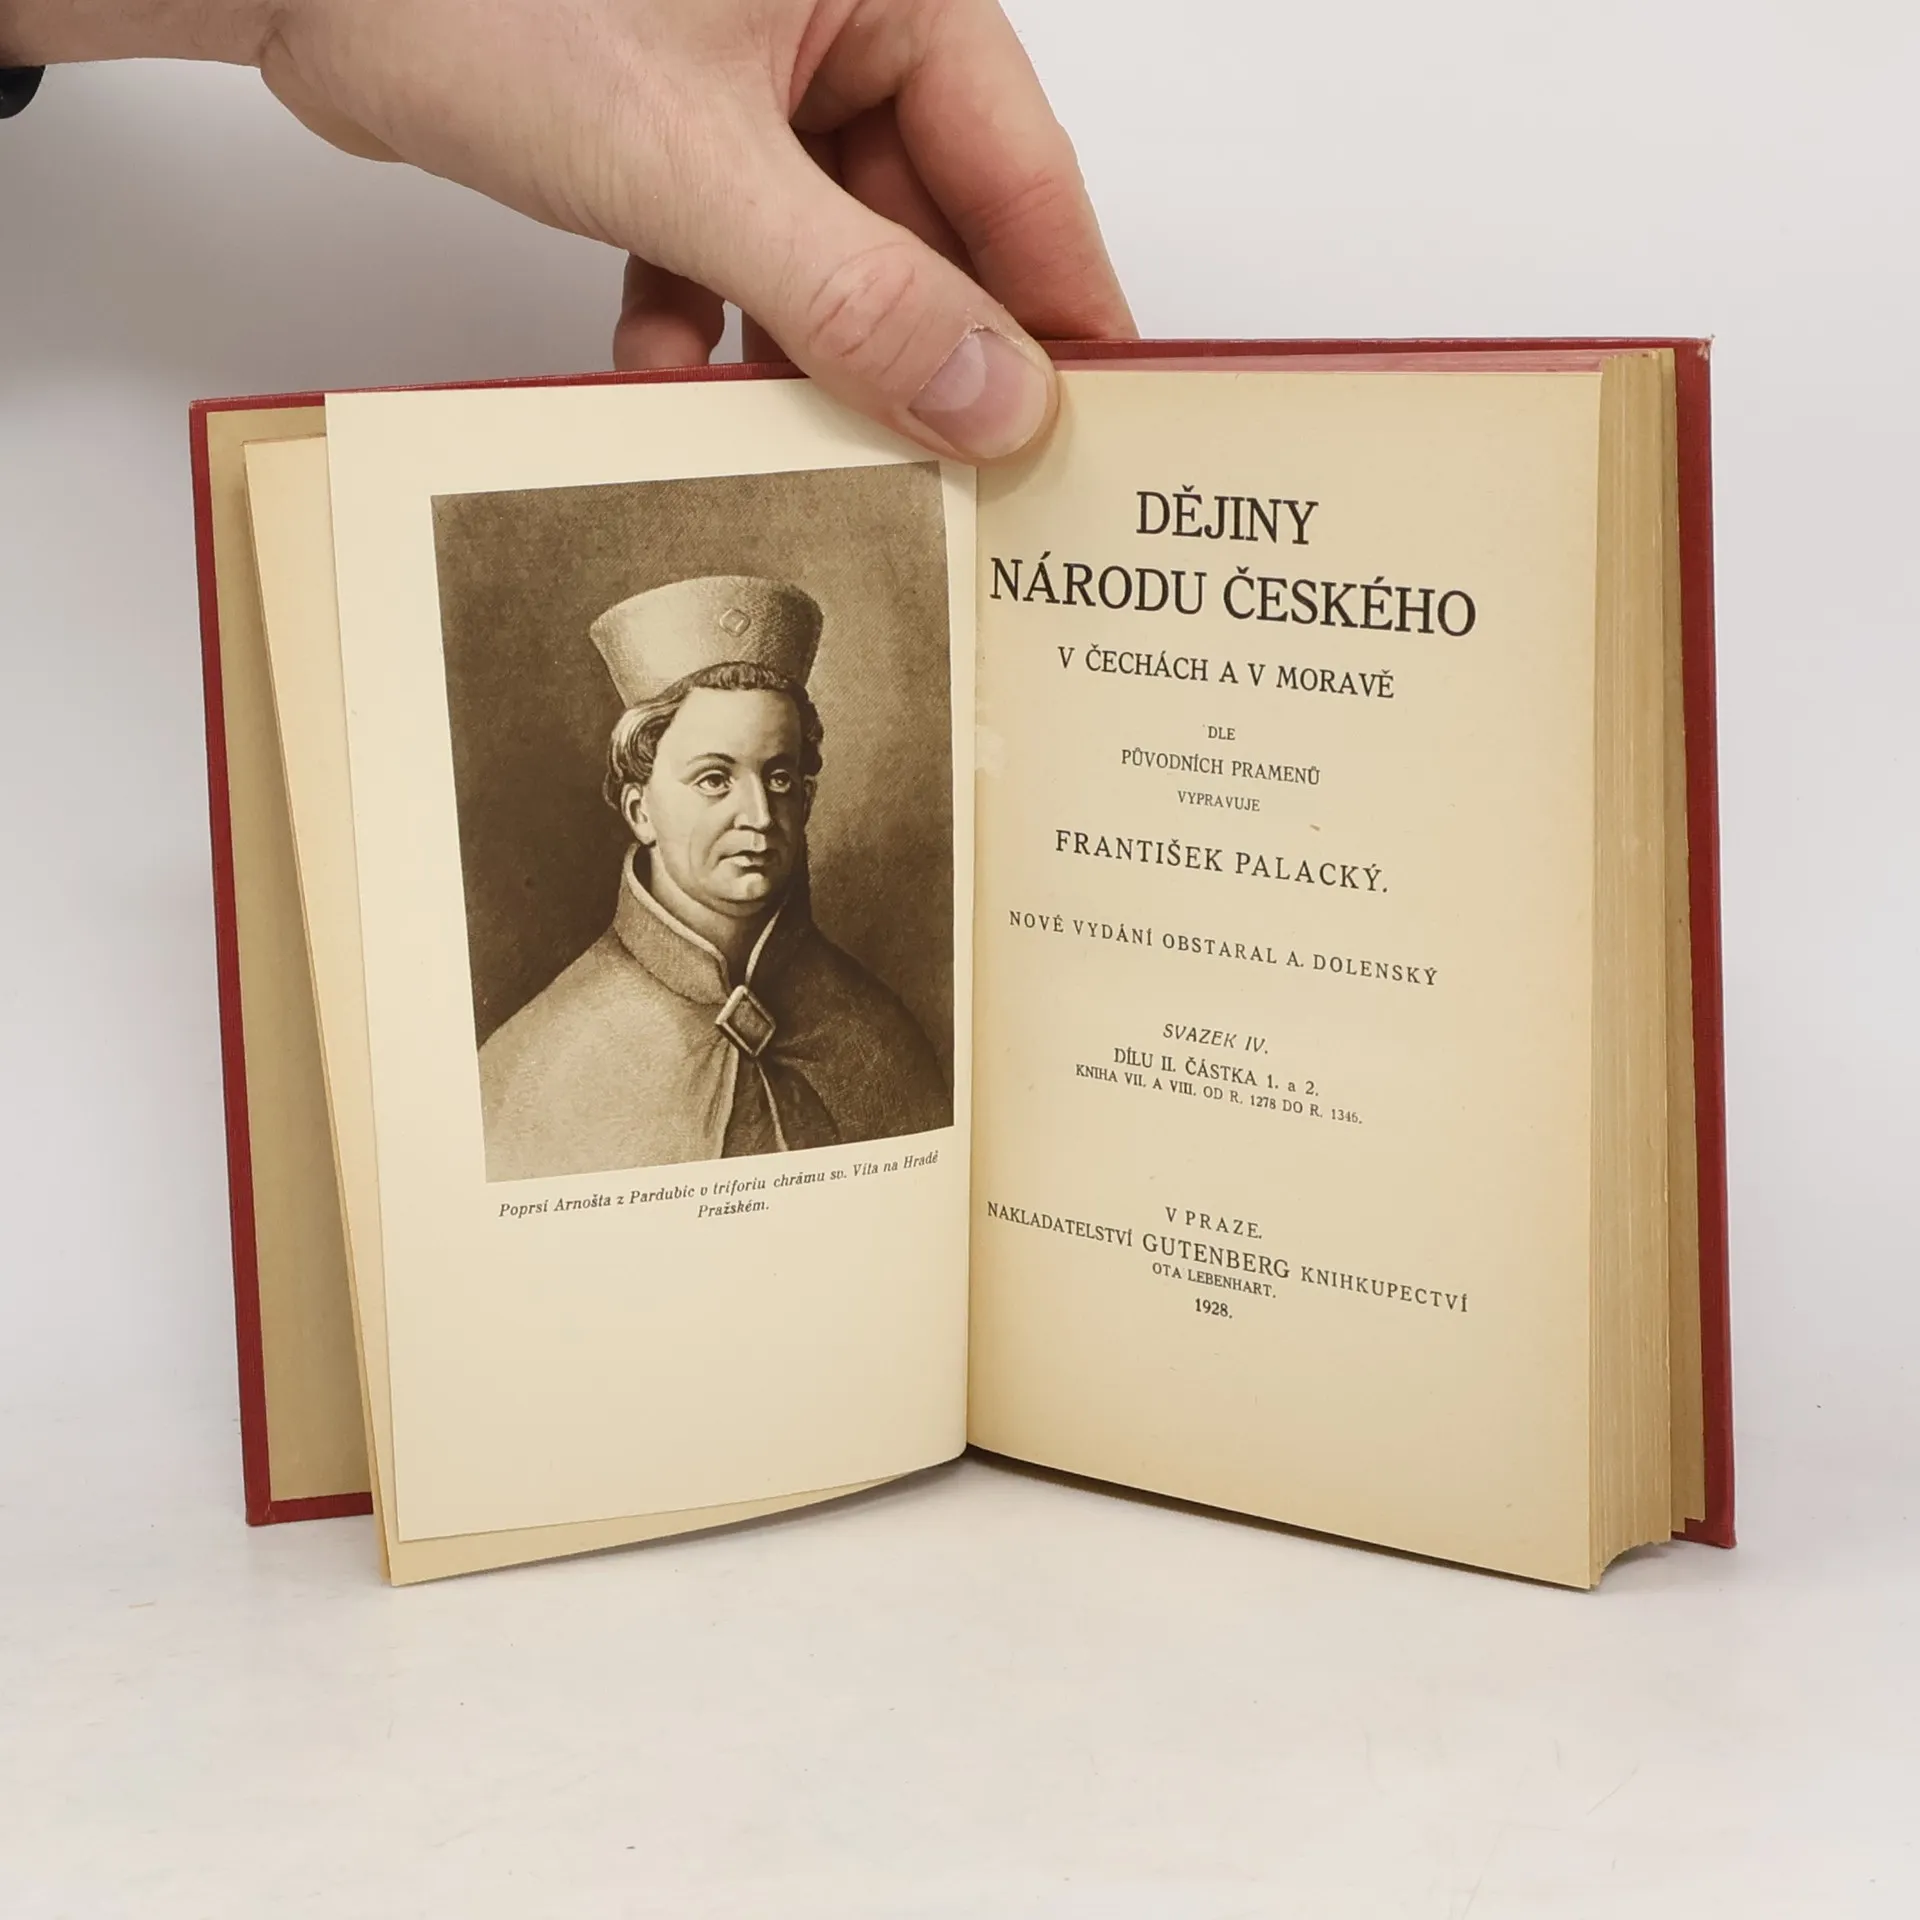 Poprsí Arnošta z Pardubic v triforiu chrámu sv. Víta na Hradě
Pražském.
DĚJINY
NÁRODU ČESKÉHO
V ČECHÁCH A V MORAVĚ
DLE
PŮVODNÍCH PRAMENŮ
VYPRAVUJE
FRANTIŠEK PALACKÝ.
NOVÉ VYDÁNÍ OBSTARAL A. DOLENSKÝ
SVAZEK IV.
DÍLU II. ČÁSTKA 1. a 2.
KNIHA VII. A VIII. OD R. 1278 DO R. 1346.
V PRAZE.
NAKLADATELSTVÍ GUTENBERG KNIHKUPECTVÍ
OTA LEBENHART.
1928.